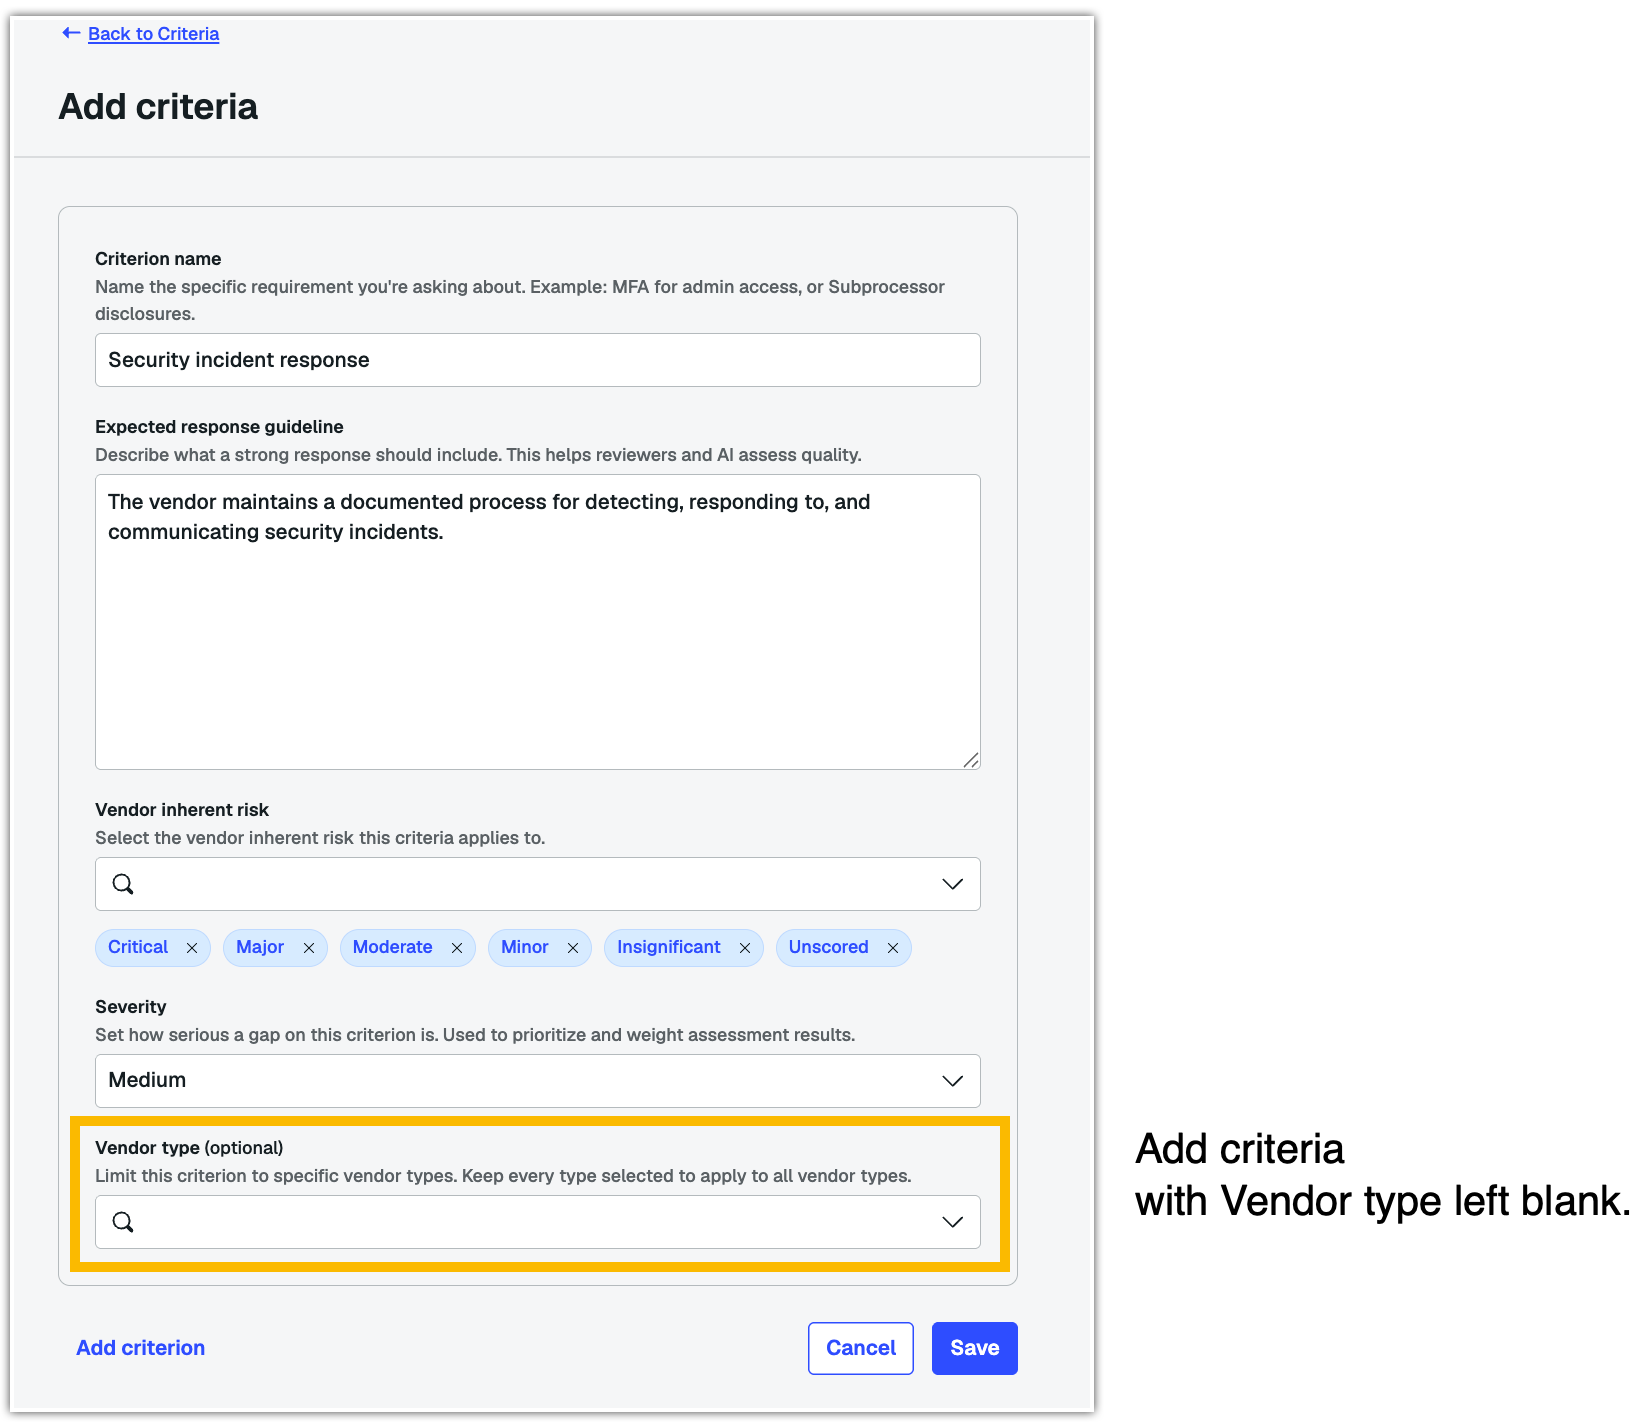 Back to Criteria
Add criteria
Criterion name
Name the specific requirement you're asking about. Example: MFA for admin access, or Subprocessor
disclosures.
Security incident response
Expected response guideline
Describe what a strong response should include. This helps reviewers and AI assess quality.
The vendor maintains a documented process for detecting, responding to, and
communicating security incidents.
Vendor inherent risk
Select the vendor inherent risk this criteria applies to.
Critical Major Moderate Minor Insignificant Unscored
Severity
Set how serious a gap on this criterion is. Used to prioritize and weight assessment results.
Medium
Vendor type (optional)
Limit this criterion to specific vendor types. Keep every type selected to apply to all vendor types.
Add criteria
with Vendor type left blank.
Add criterion
Cancel
Save